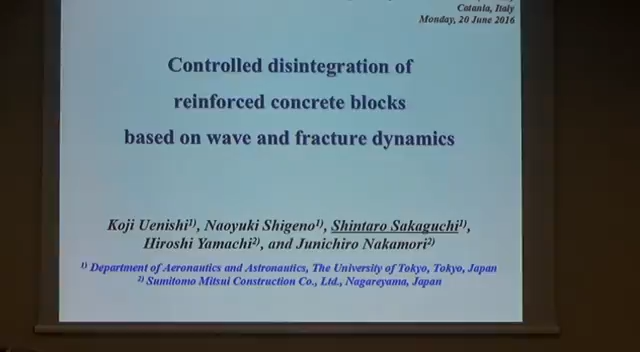 Catania, Italy
Monday, 20 June 2016
Controlled disintegration of
reinforced concrete blocks
based on wave and fracture dynamics
Koji Uenishi1), Naoyuki Shigeno1), Shintaro Sakaguchi1),
Hiroshi Yamachi2), and Junichiro Nakamori2)
1) Department of Aeronautics and Astronautics, The University of Tokyo, Tokyo, Japan
2) Sumitomo Mitsui Construction Co., Ltd., Nagareyama, Japan